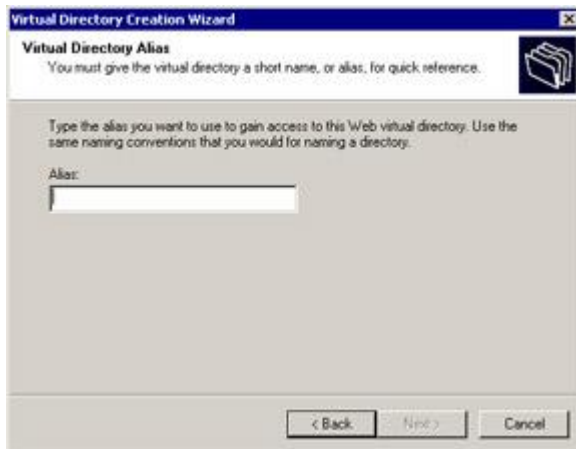 Virtual Directory Creation Wizard
Virtual Directory Alias
You must give the virtual directory a short name, or alias, for quick reference.
Type the alias you want to use to gain access to this Web virtual directory. Use the
same naming conventions that you would for naming a directory.
Alias:
< Back Next > Cancel